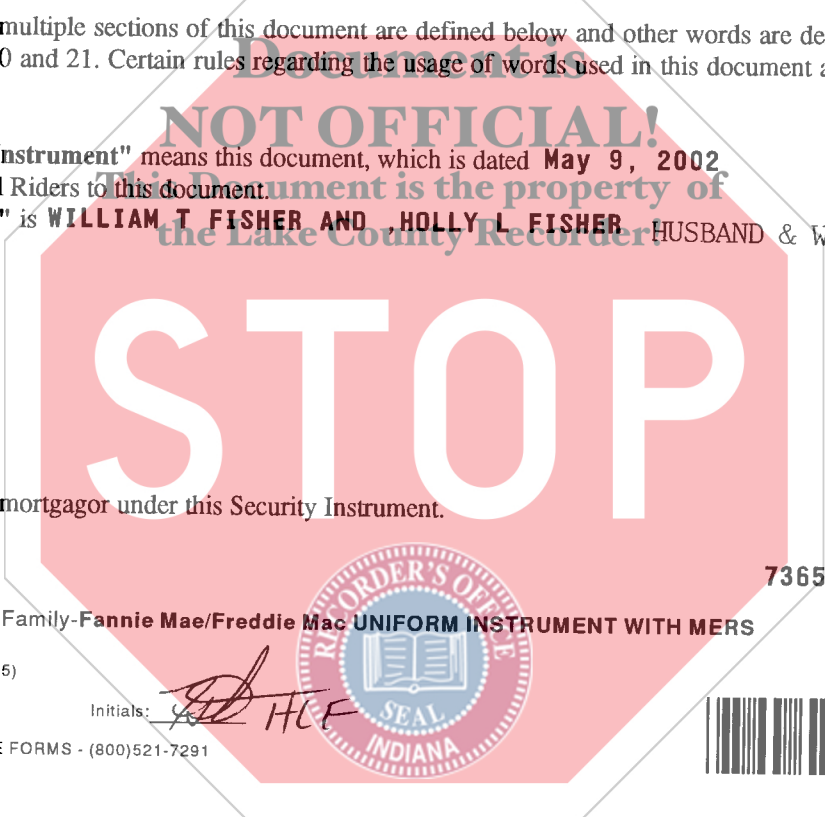 multiple sections of this document are defined below and other words are de
0 and 21. Certain rules regarding the usage of words used in this document a
Document is
NOT OFFICIAL!
This Document is the property of
the Lake County Recorder!
nstrument" means this document, which is dated May 9, 2002
l Riders to this document.
" is WILLIAM T FISHER AND ,HOLLY L FISHER HUSBAND & W
STOP
mortgagor under this Security Instrument.
7365
Family-Fannie Mae/Freddie Mac UNIFORM INSTRUMENT WITH MERS
5)
Initials: HLF
E FORMS - (800)521-7291
RECORDER'S OFFICE
SEAL
INDIANA